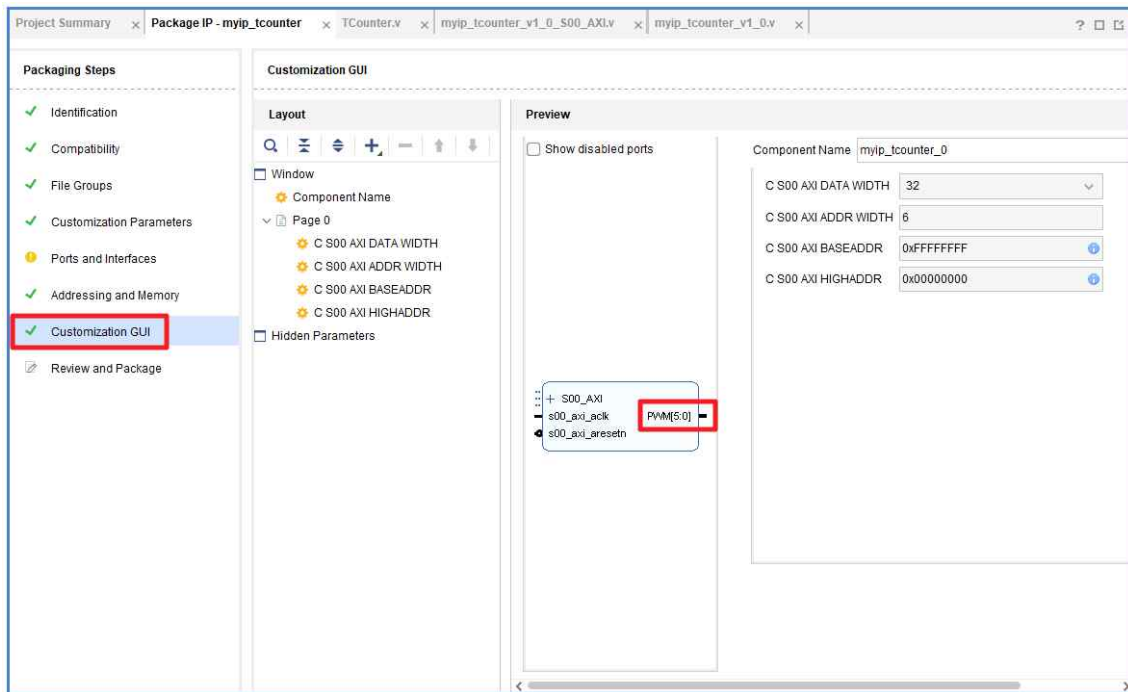 Project Summary × Package IP - myip_tcounter × TCounter.v × myip_tcounter_v1_0_S00_AXI.v × myip_tcounter_v1_0.v × ?
Packaging Steps
Identification
Compatibility
File Groups
Customization Parameters
Ports and Interfaces
Addressing and Memory
Customization GUI
Review and Package
Customization GUI
Layout
Window
Component Name
Page 0
C S00 AXI DATA WIDTH
C S00 AXI ADDR WIDTH
C S00 AXI BASEADDR
C S00 AXI HIGHADDR
Hidden Parameters
Preview
Show disabled ports
S00_AXI
s00_axi_aclk PWM[5:0]
s00_axi_aresetn
Component Name myip_tcounter_0
C S00 AXI DATA WIDTH 32
C S00 AXI ADDR WIDTH 6
C S00 AXI BASEADDR 0xFFFFFFFF
C S00 AXI HIGHADDR 0x00000000